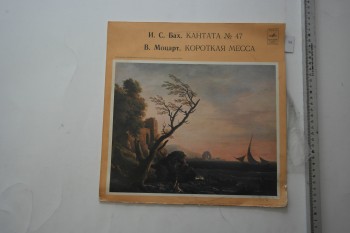 И. С. Бах. КАНТАТА № 47
В. Моцарт. КОРОТКАЯ МЕССА